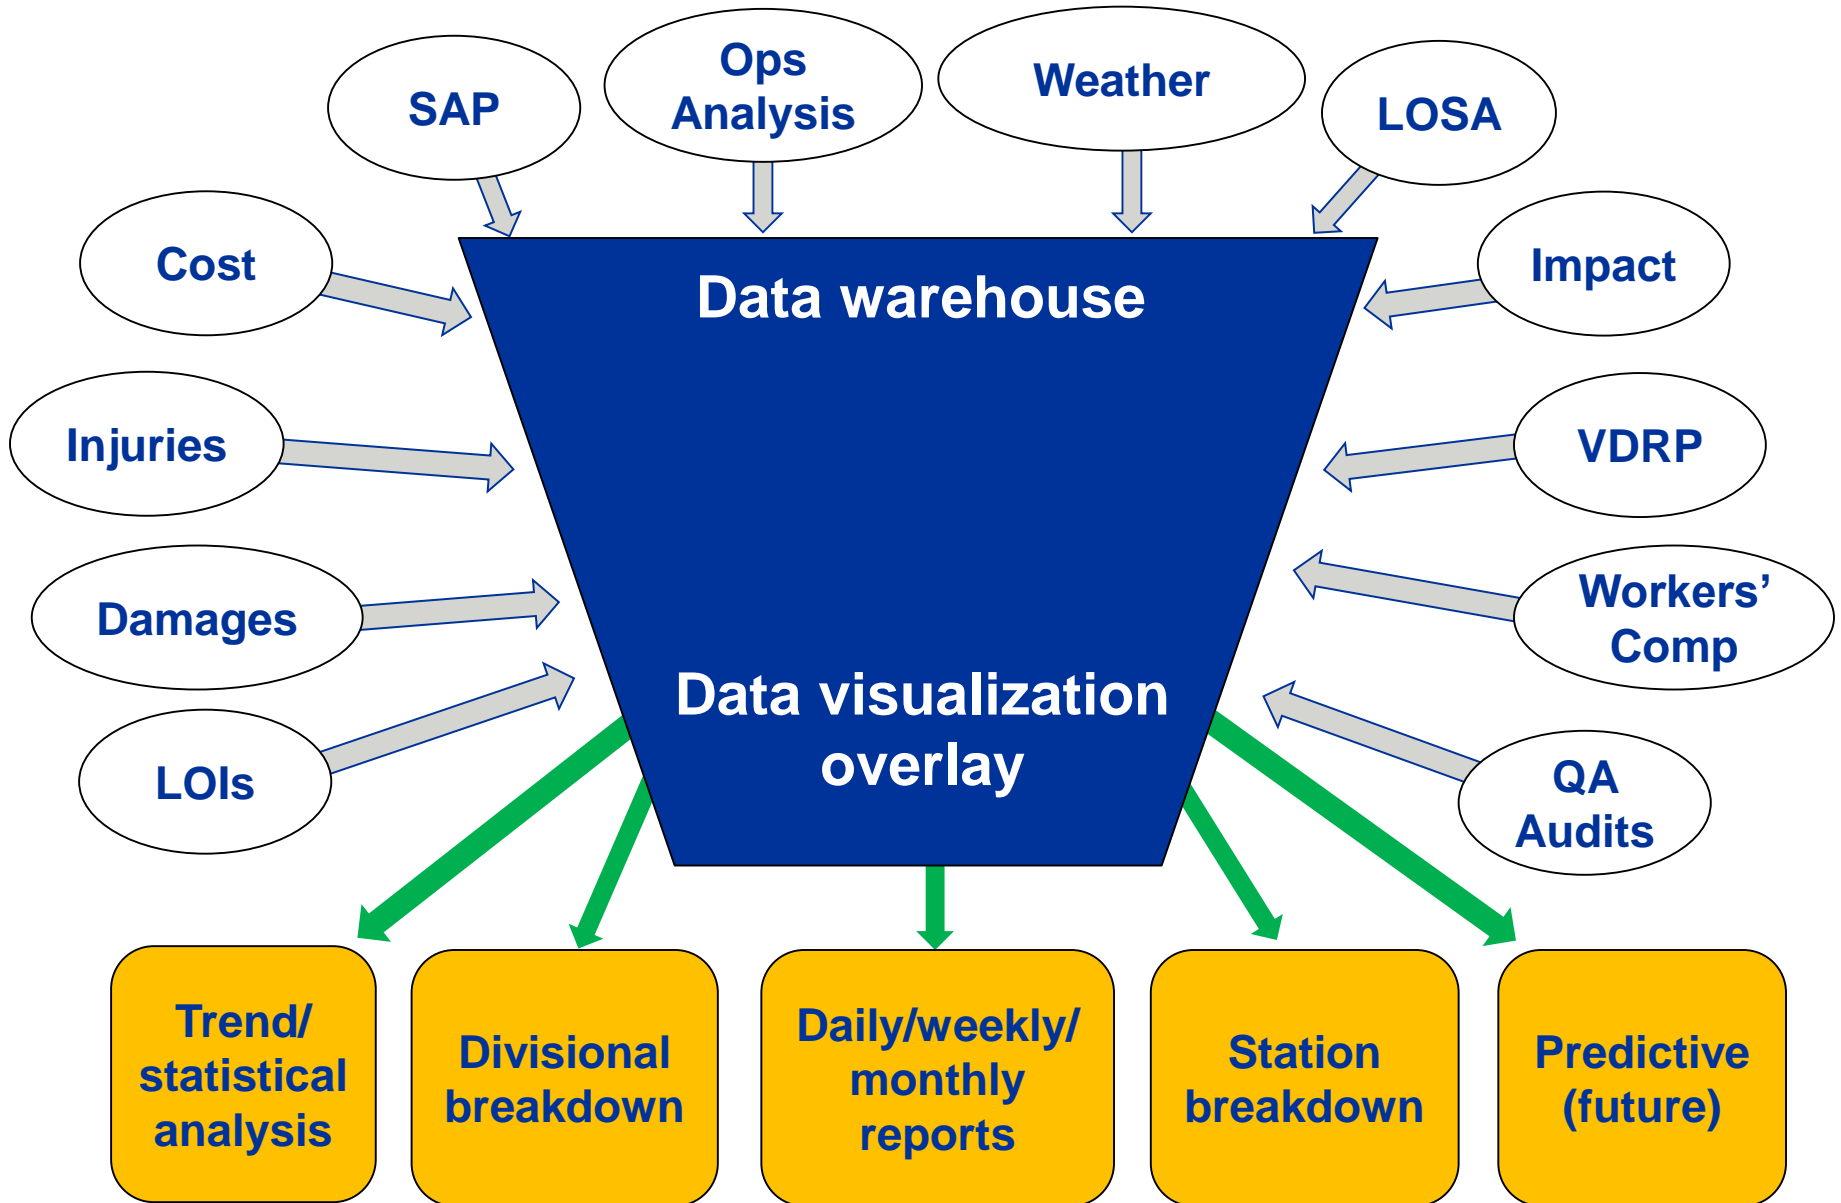 Ops
Analysis
Weather
SAP
LOSA
Cost
Impact
Data warehouse
Injuries
VDRP
Damages
Workers’
Comp
Data visualization
overlay
LOIs
QA
Audits
Trend/
statistical
analysis
Divisional
breakdown
Daily/weekly/
monthly
reports
Station
breakdown
Predictive
(future)